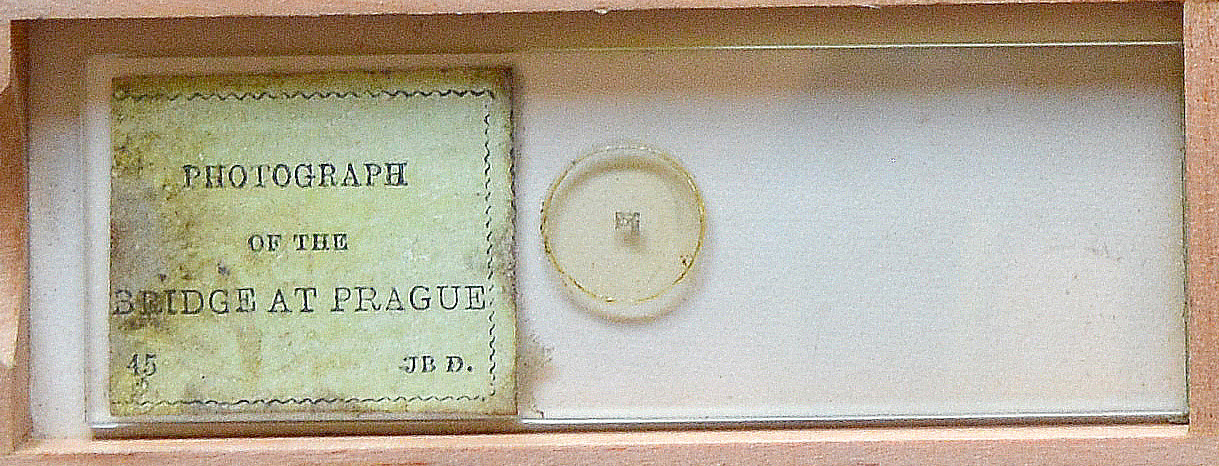 PHOTOGRAPH
OF THE
BRIDGE AT PRAGUE
45 JB D.